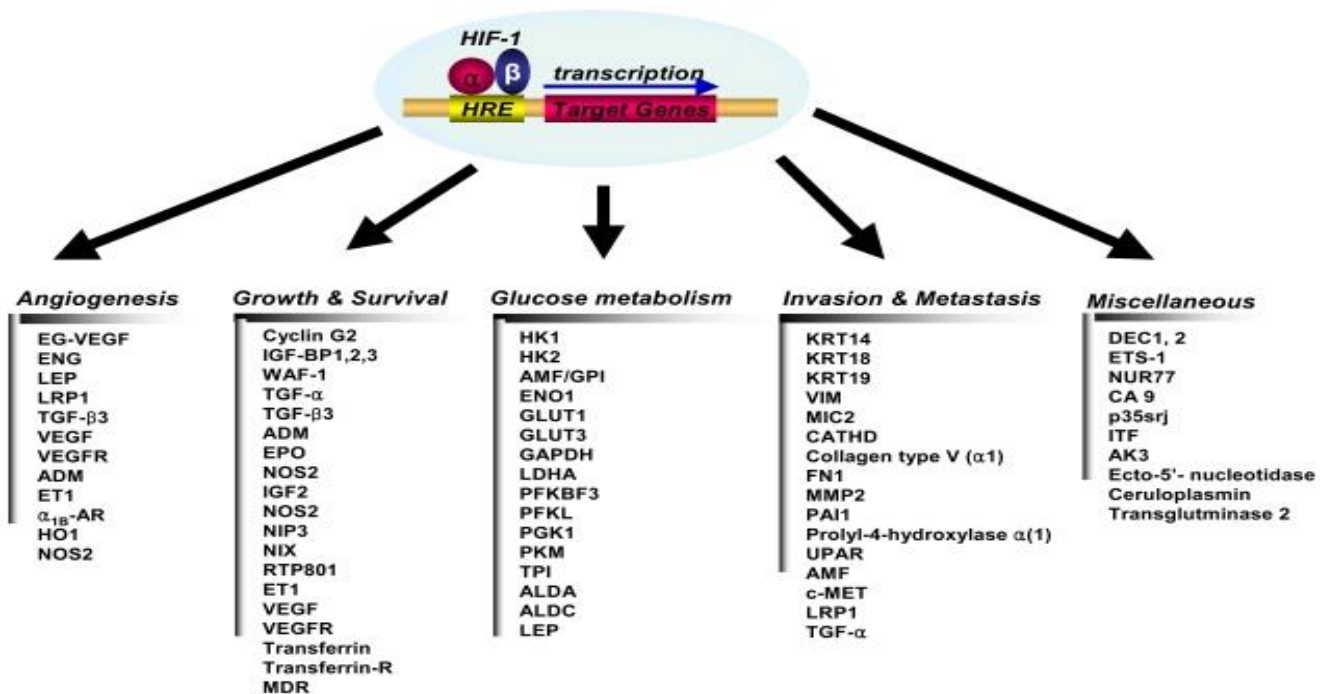 HIF-1
α β transcription
HRE Target Genes
Angiogenesis
EG-VEGF
ENG
LEP
LRP1
TGF-β3
VEGF
VEGFR
ADM
ET1
α1B-AR
HO1
NOS2
Growth & Survival
Cyclin G2
IGF-BP1,2,3
WAF-1
TGF-α
TGF-β3
ADM
EPO
NOS2
IGF2
NOS2
NIP3
NIX
RTP801
ET1
VEGF
VEGFR
Transferrin
Transferrin-R
MDR
Glucose metabolism
HK1
HK2
AMF/GPI
ENO1
GLUT1
GLUT3
GAPDH
LDHA
PFKBF3
PFKL
PGK1
PKM
TPI
ALDA
ALDC
LEP
Invasion & Metastasis
KRT14
KRT18
KRT19
VIM
MIC2
CATHD
Collagen type V (α1)
FN1
MMP2
PAI1
Prolyl-4-hydroxylase α(1)
UPAR
AMF
c-MET
LRP1
TGF-α
Miscellaneous
DEC1, 2
ETS-1
NUR77
CA 9
p35srj
ITF
AK3
Ecto-5'- nucleotidase
Ceruloplasmin
Transglutminase 2